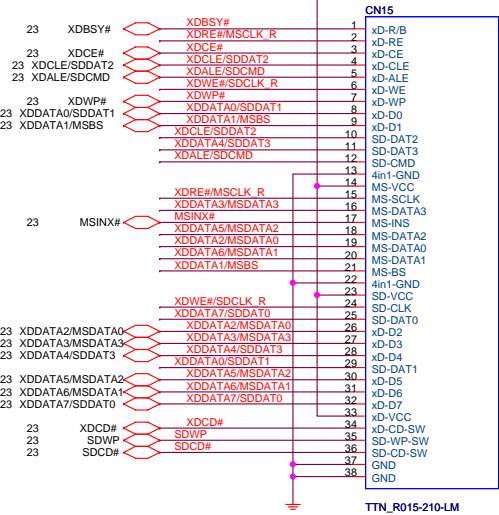 CN15
23 XDBSY# XDBSY# 1 xD-R/B
XDRE#/MSCLK_R 2 xD-RE
23 XDCE# XDCE# 3 xD-CE
23 XDCLE/SDDAT2 XDCLE/SDDAT2 4 xD-CLE
23 XDALE/SDCMD XDALE/SDCMD 5 xD-ALE
XDWE#/SDCLK_R 6 xD-WE
23 XDWP# XDWP# 7 xD-WP
23 XDDATA0/SDDAT1 XDDATA0/SDDAT1 8 xD-D0
23 XDDATA1/MSBS XDDATA1/MSBS 9 xD-D1
XDCLE/SDDAT2 10 SD-DAT2
XDDATA4/SDDAT3 11 SD-DAT3
XDALE/SDCMD 12 SD-CMD
13 4in1-GND
14 MS-VCC
XDRE#/MSCLK_R 15 MS-SCLK
XDDATA3/MSDATA3 16 MS-DATA3
23 MSINX# MSINX# 17 MS-INS
XDDATA5/MSDATA2 18 MS-DATA2
XDDATA2/MSDATA0 19 MS-DATA0
XDDATA6/MSDATA1 20 MS-DATA1
XDDATA1/MSBS 21 MS-BS
22 4in1-GND
23 SD-VCC
XDWE#/SDCLK_R 24 SD-CLK
XDDATA7/SDDAT0 25 SD-DAT0
23 XDDATA2/MSDATA0 XDDATA2/MSDATA0 26 xD-D2
23 XDDATA3/MSDATA3 XDDATA3/MSDATA3 27 xD-D3
23 XDDATA4/SDDAT3 XDDATA4/SDDAT3 28 xD-D4
XDDATA0/SDDAT1 29 SD-DAT1
23 XDDATA5/MSDATA2 XDDATA5/MSDATA2 30 xD-D5
23 XDDATA6/MSDATA1 XDDATA6/MSDATA1 31 xD-D6
23 XDDATA7/SDDAT0 XDDATA7/SDDAT0 32 xD-D7
33 xD-VCC
23 XDCD# XDCD# 34 xD-CD-SW
23 SDWP SDWP 35 SD-WP-SW
23 SDCD# SDCD# 36 SD-CD-SW
37 GND
38 GND
TTN_R015-210-LM